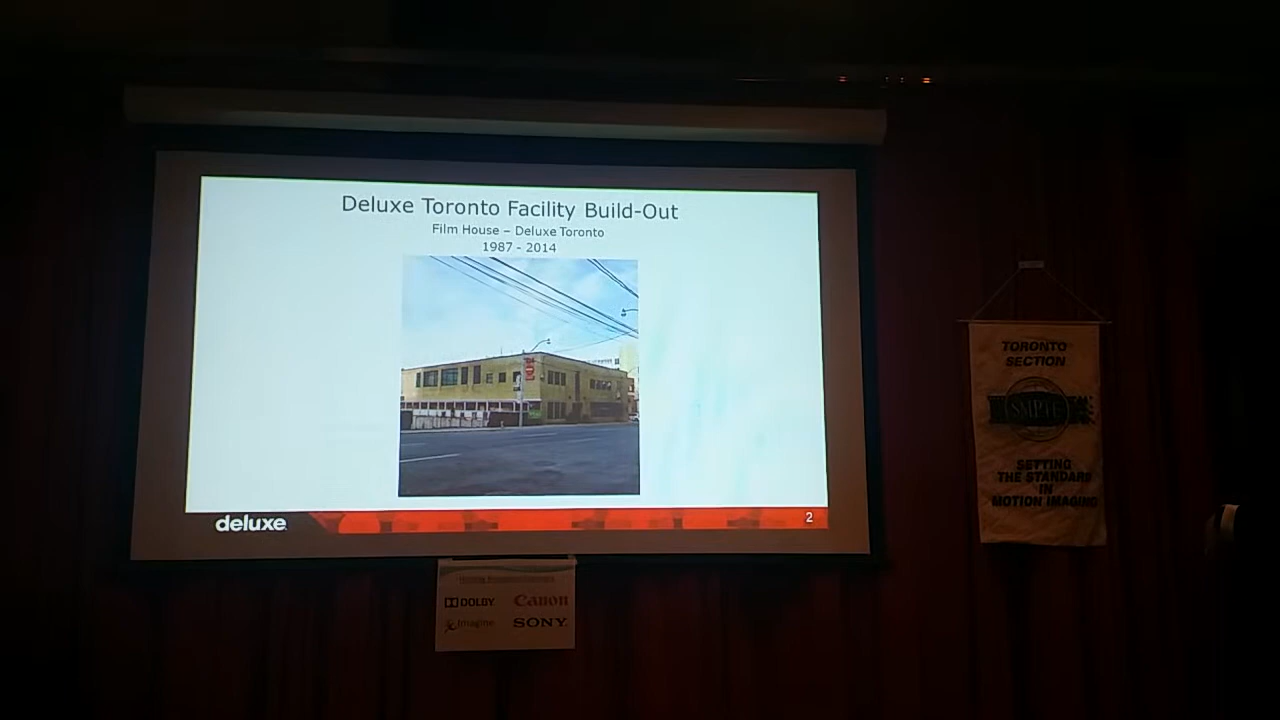 Deluxe Toronto Facility Build-Out
Film House – Deluxe Toronto
1987 - 2014
deluxe
2
TORONTO
SECTION
SMPTE
SETTING
THE STANDARD
IN
MOTION IMAGING
DOLBY
Canon
Imagine
SONY